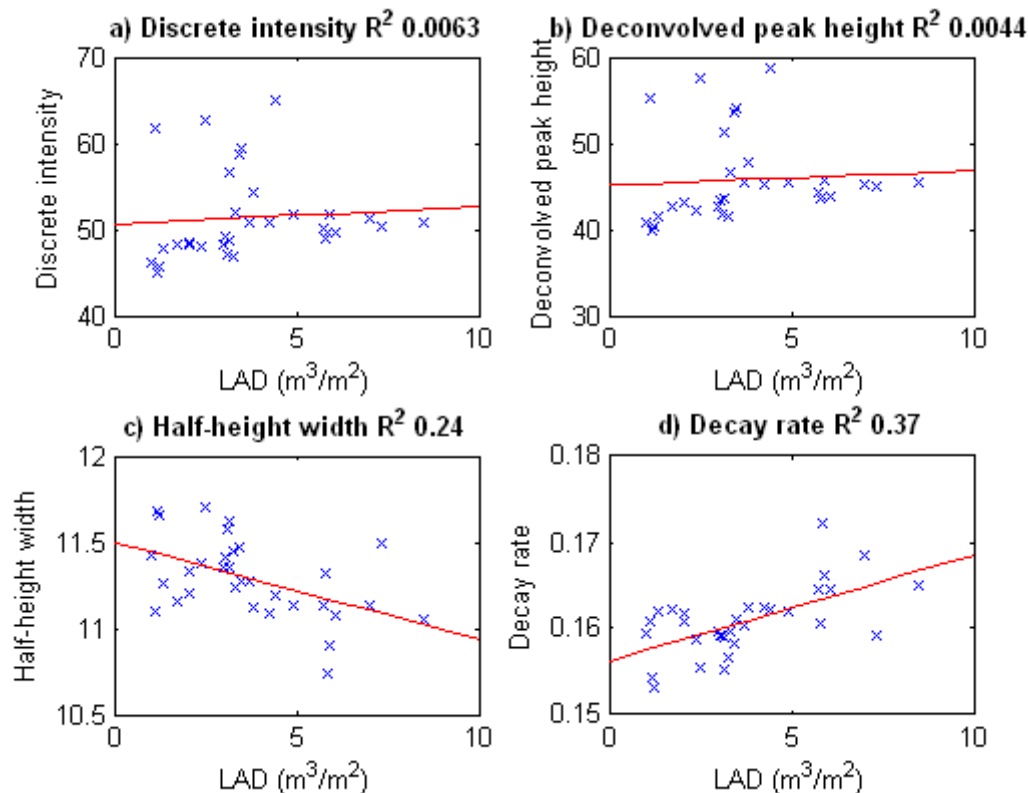 a) Discrete intensity R² 0.0063
70
60
50
40
Discrete intensity
0
5
10
LAD (m³/m²)
b) Deconvolved peak height R² 0.0044
60
50
40
30
Deconvolved peak height
0
5
10
LAD (m³/m²)
c) Half-height width R² 0.24
12
11.5
11
10.5
Half-height width
0
5
10
LAD (m³/m²)
d) Decay rate R² 0.37
0.18
0.17
0.16
0.15
Decay rate
0
5
10
LAD (m³/m²)